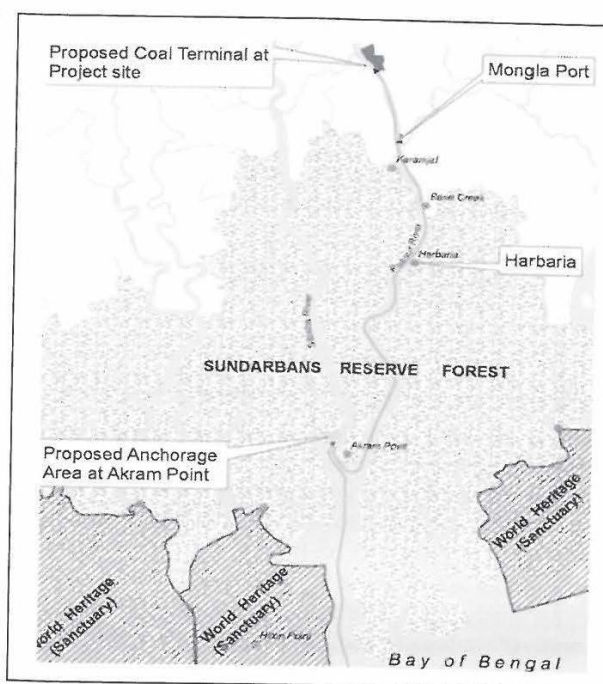 Proposed Coal Terminal at
Project site
Mongla Port
Karamjal
Harbaria
Harbaria
SUNDARBANS RESERVE FOREST
Akram Point
Proposed Anchorage
Area at Akram Point
World Heritage
(Sanctuary)
World Heritage
(Sanctuary)
World Heritage
(Sanctuary)
Hiron Point
Bay of Bengal